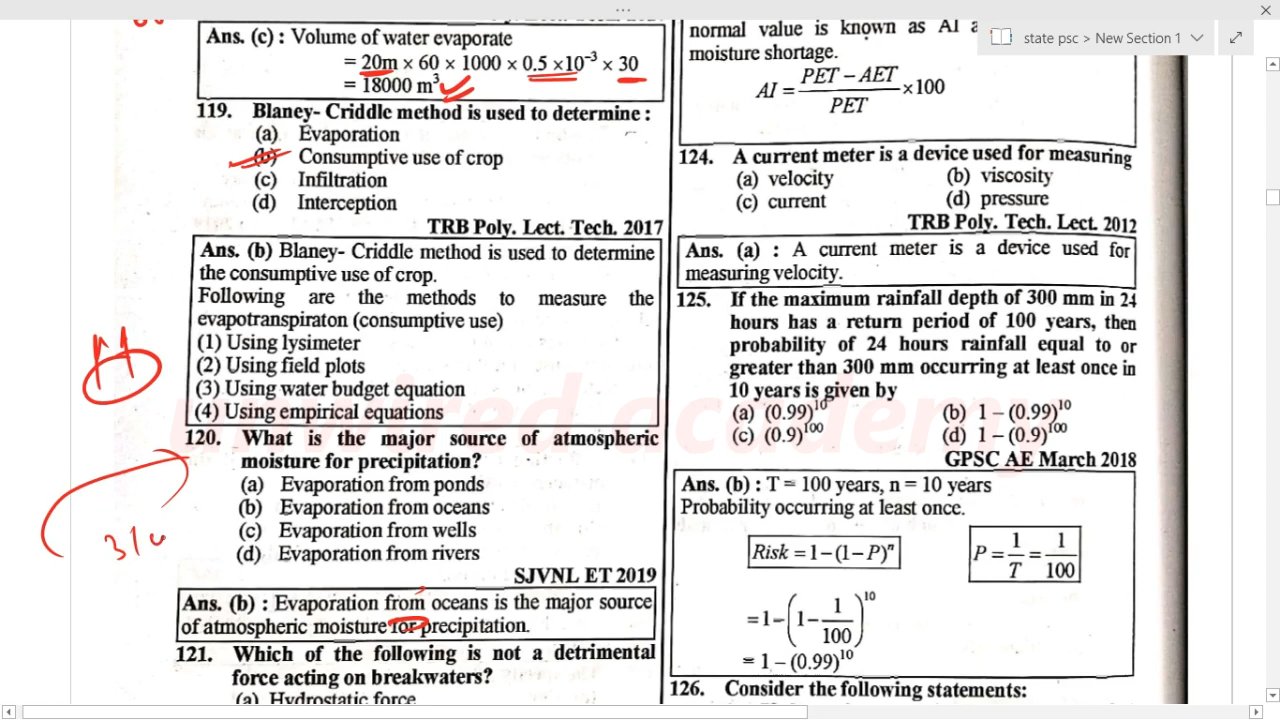 Ans. (c) : Volume of water evaporate
= 20m × 60 × 1000 × 0.5 ×10⁻³ × 30
= 18000 m³
119. Blaney- Criddle method is used to determine :
(a) Evaporation
(b) Consumptive use of crop
(c) Infiltration
(d) Interception
TRB Poly. Lect. Tech. 2017
Ans. (b) Blaney- Criddle method is used to determine
the consumptive use of crop.
Following are the methods to measure the
evapotranspiraton (consumptive use)
(1) Using lysimeter
(2) Using field plots
(3) Using water budget equation
(4) Using empirical equations
120. What is the major source of atmospheric
moisture for precipitation?
(a) Evaporation from ponds
(b) Evaporation from oceans
(c) Evaporation from wells
(d) Evaporation from rivers
SJVNL ET 2019
Ans. (b) : Evaporation from oceans is the major source
of atmospheric moisture for precipitation.
121. Which of the following is not a detrimental
force acting on breakwaters?
(a) Hydrostatic force
normal value is known as AI
moisture shortage.
AI = (PET − AET)/PET ×100
124. A current meter is a device used for measuring
(a) velocity (b) viscosity
(c) current (d) pressure
TRB Poly. Tech. Lect. 2012
Ans. (a) : A current meter is a device used for
measuring velocity.
125. If the maximum rainfall depth of 300 mm in 24
hours has a return period of 100 years, then
probability of 24 hours rainfall equal to or
greater than 300 mm occurring at least once in
10 years is given by
(a) (0.99)¹⁰ (b) 1 – (0.99)¹⁰
(c) (0.9)¹⁰⁰ (d) 1 – (0.9)¹⁰⁰
GPSC AE March 2018
Ans. (b) : T = 100 years, n = 10 years
Probability occurring at least once.
Risk = 1−(1−P)ⁿ P = 1/T = 1/100
= 1−(1−1/100)¹⁰
= 1 – (0.99)¹⁰
126. Consider the following statements:
state psc > New Section 1
unwired academy